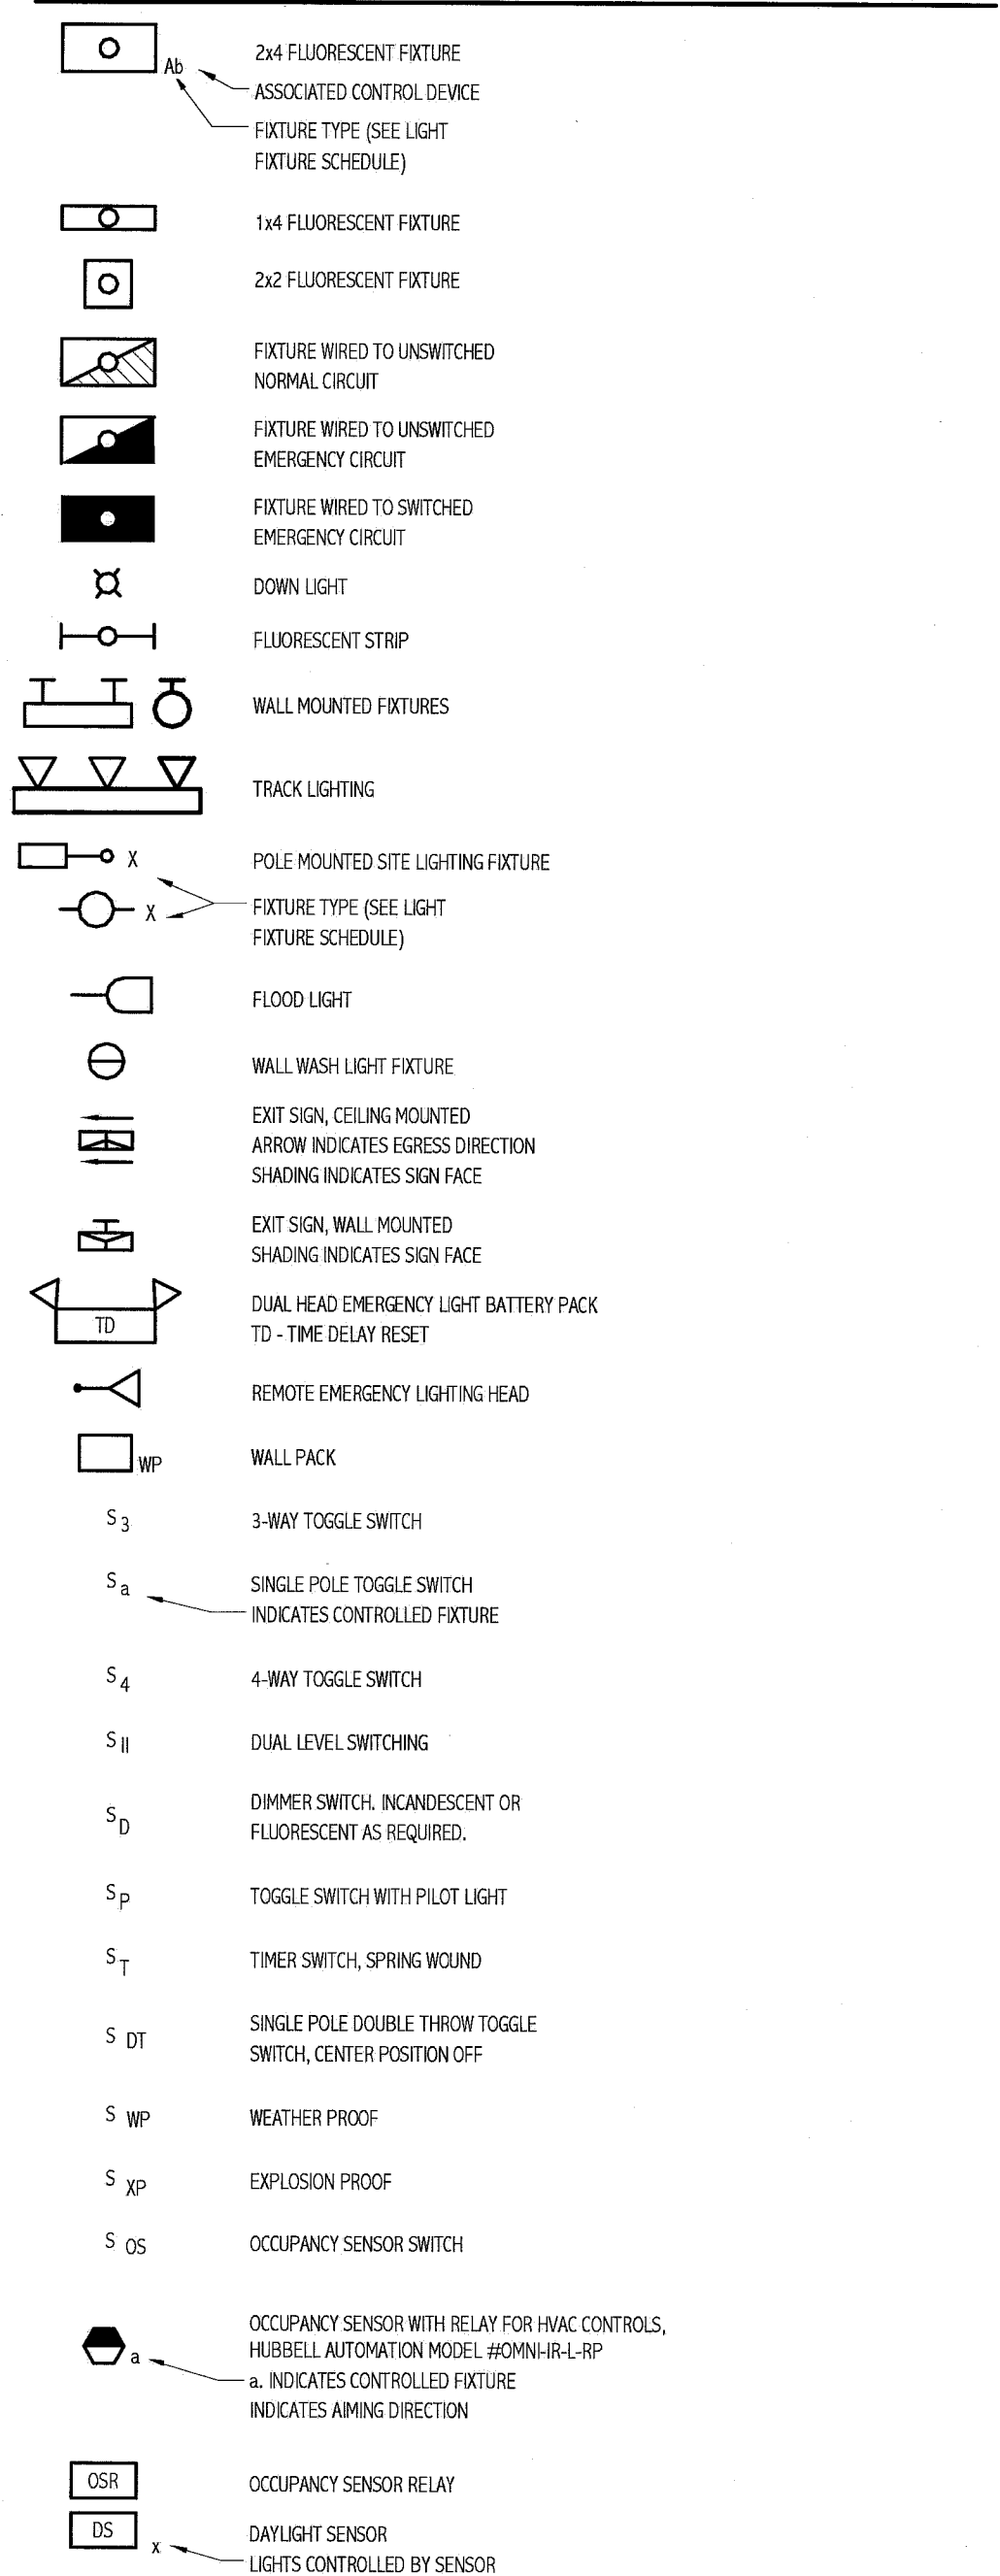 2x4 FLUORESCENT FIXTURE
Ab
ASSOCIATED CONTROL DEVICE
FIXTURE TYPE (SEE LIGHT
FIXTURE SCHEDULE)
1x4 FLUORESCENT FIXTURE
2x2 FLUORESCENT FIXTURE
FIXTURE WIRED TO UNSWITCHED
NORMAL CIRCUIT
FIXTURE WIRED TO UNSWITCHED
EMERGENCY CIRCUIT
FIXTURE WIRED TO SWITCHED
EMERGENCY CIRCUIT
DOWN LIGHT
FLUORESCENT STRIP
WALL MOUNTED FIXTURES
TRACK LIGHTING
X POLE MOUNTED SITE LIGHTING FIXTURE
X FIXTURE TYPE (SEE LIGHT
FIXTURE SCHEDULE)
FLOOD LIGHT
WALL WASH LIGHT FIXTURE
EXIT SIGN, CEILING MOUNTED
ARROW INDICATES EGRESS DIRECTION
SHADING INDICATES SIGN FACE
EXIT SIGN, WALL MOUNTED
SHADING INDICATES SIGN FACE
DUAL HEAD EMERGENCY LIGHT BATTERY PACK
TD TD - TIME DELAY RESET
REMOTE EMERGENCY LIGHTING HEAD
WP WALL PACK
S3 3-WAY TOGGLE SWITCH
Sa SINGLE POLE TOGGLE SWITCH
INDICATES CONTROLLED FIXTURE
S4 4-WAY TOGGLE SWITCH
SII DUAL LEVEL SWITCHING
SD DIMMER SWITCH. INCANDESCENT OR
FLUORESCENT AS REQUIRED.
SP TOGGLE SWITCH WITH PILOT LIGHT
ST TIMER SWITCH, SPRING WOUND
S DT SINGLE POLE DOUBLE THROW TOGGLE
SWITCH, CENTER POSITION OFF
S WP WEATHER PROOF
S XP EXPLOSION PROOF
S OS OCCUPANCY SENSOR SWITCH
OCCUPANCY SENSOR WITH RELAY FOR HVAC CONTROLS,
HUBBELL AUTOMATION MODEL #OMNI-IR-L-RP
a a. INDICATES CONTROLLED FIXTURE
INDICATES AIMING DIRECTION
OSR OCCUPANCY SENSOR RELAY
DS DAYLIGHT SENSOR
x LIGHTS CONTROLLED BY SENSOR